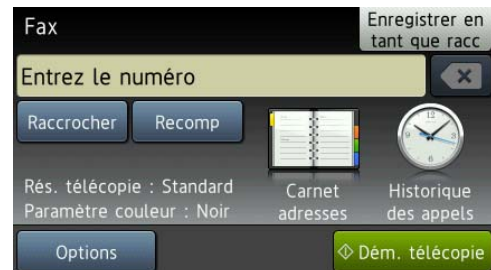 Fax
Enregistrer en
tant que racc
Entrez le numéro
Raccrocher
Recomp
Rés. télécopie : Standard
Paramètre couleur : Noir
Carnet
adresses
Historique
des appels
Options
Dém. télécopie